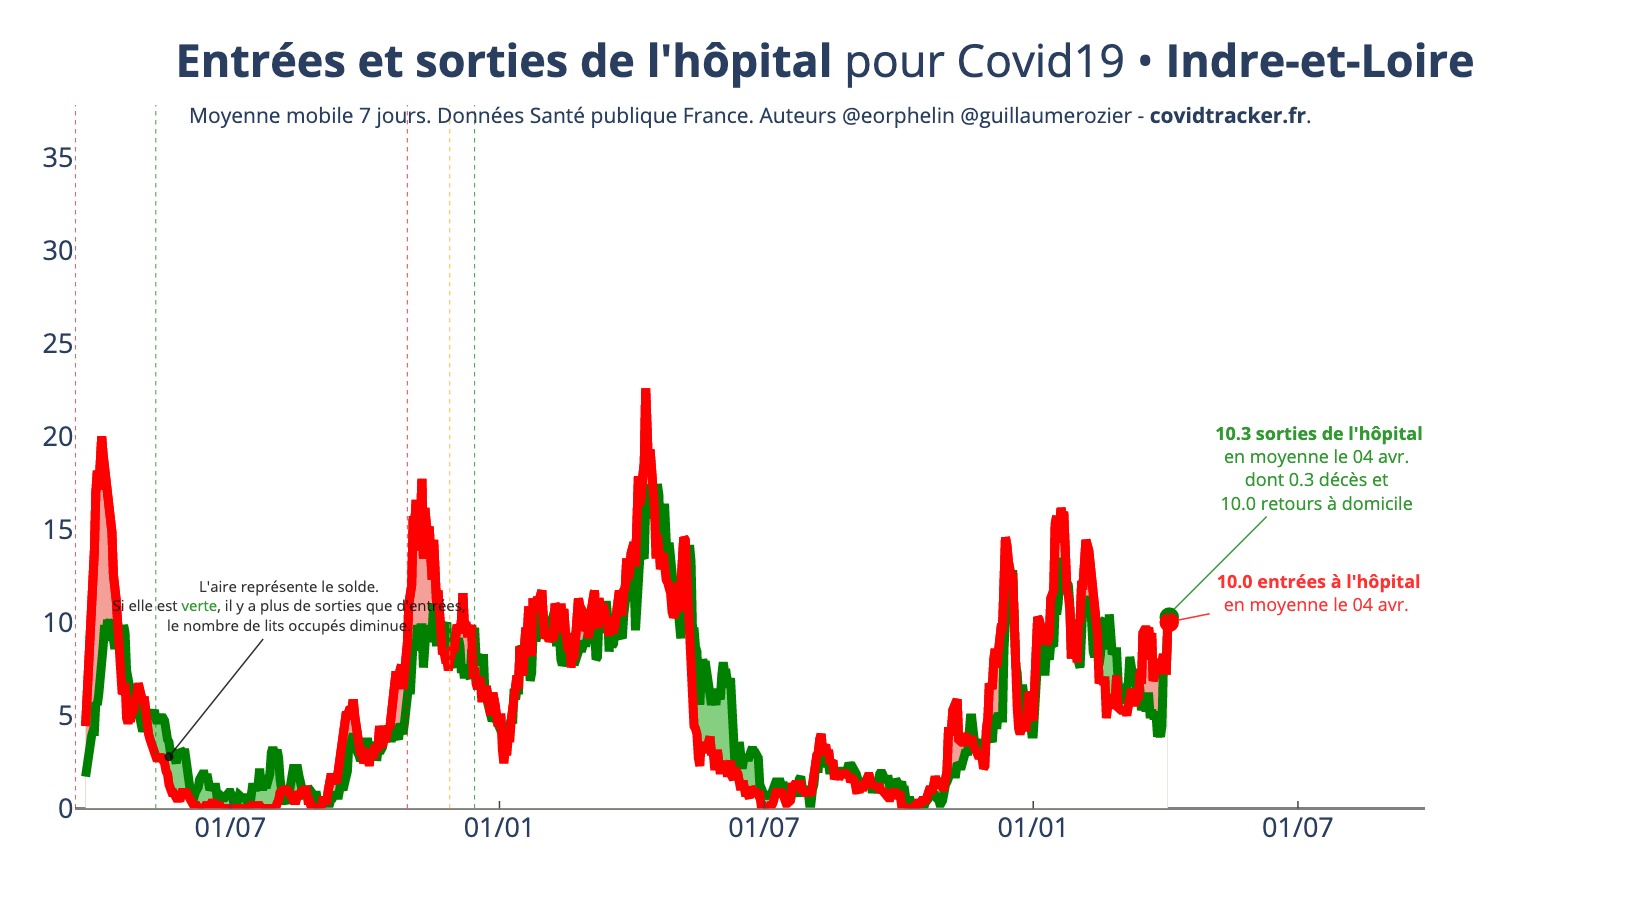 Entrées et sorties de l'hôpital pour Covid19 • Indre-et-Loire
Moyenne mobile 7 jours. Données Santé publique France. Auteurs @eorphelin @guillaumerozier - covidtracker.fr.
35
30
25
20
15
10
5
0
L'aire représente le solde.
Si elle est verte, il y a plus de sorties que d'entrées,
le nombre de lits occupés diminue.
10.3 sorties de l'hôpital
en moyenne le 04 avr.
dont 0.3 décès et
10.0 retours à domicile
10.0 entrées à l'hôpital
en moyenne le 04 avr.
01/07
01/01
01/07
01/01
01/07